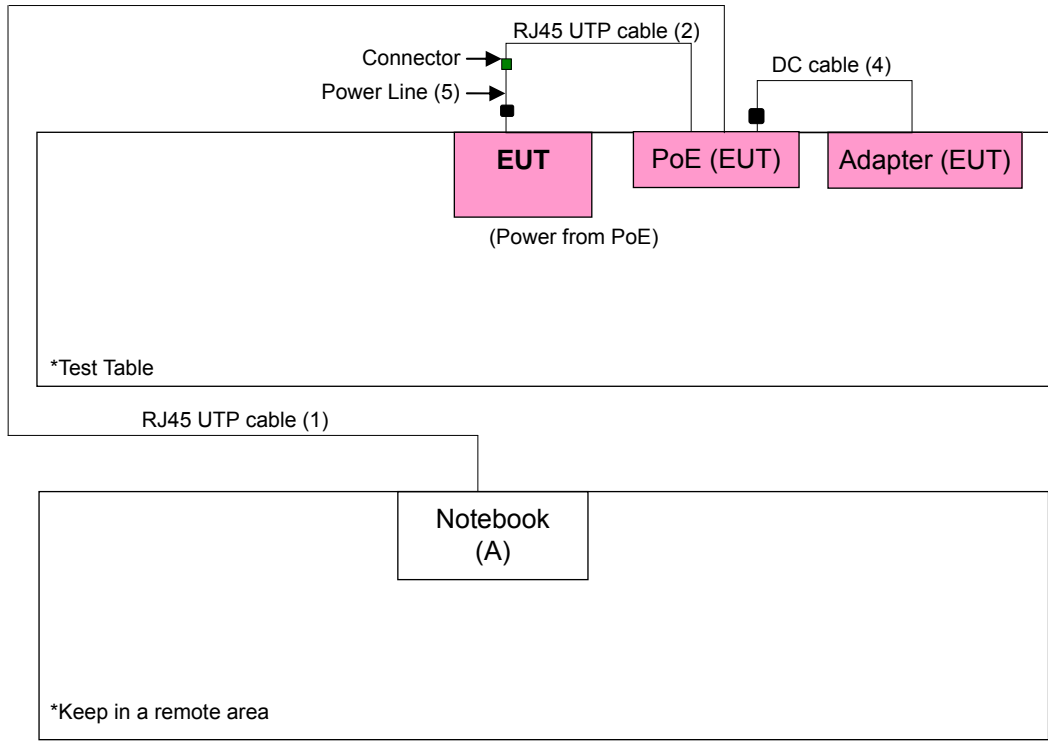 RJ45 UTP cable (2)
Connector
DC cable (4)
Power Line (5)
EUT
PoE (EUT)
Adapter (EUT)
(Power from PoE)
*Test Table
RJ45 UTP cable (1)
Notebook
(A)
*Keep in a remote area